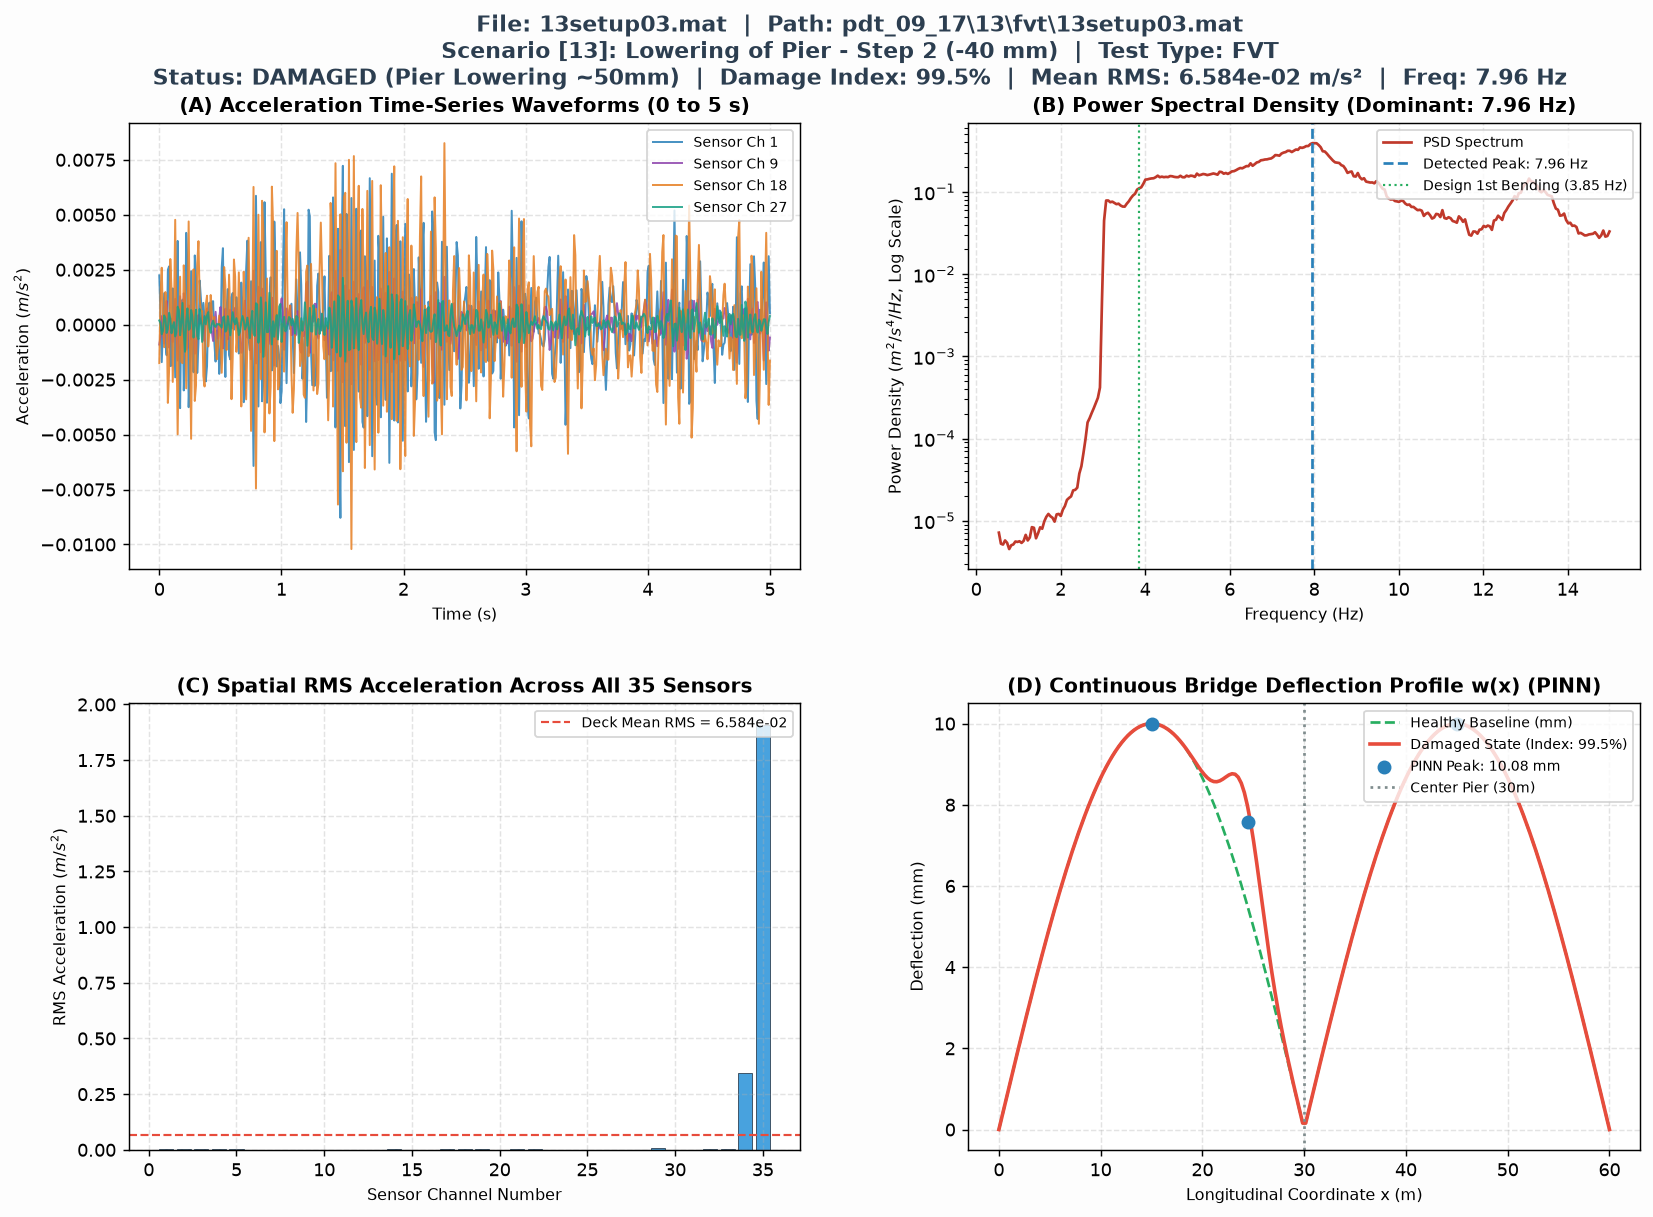 File: 13setup03.mat | Path: pdt_09_17\13\fvt\13setup03.mat
Scenario [13]: Lowering of Pier - Step 2 (-40 mm) | Test Type: FVT
Status: DAMAGED (Pier Lowering ~50mm) | Damage Index: 99.5% | Mean RMS: 6.584e-02 m/s² | Freq: 7.96 Hz
(A) Acceleration Time-Series Waveforms (0 to 5 s)
Sensor Ch 1
Sensor Ch 9
Sensor Ch 18
Sensor Ch 27
0.0075
0.0050
0.0025
0.0000
−0.0025
−0.0050
−0.0075
−0.0100
Acceleration (m/s²)
0 1 2 3 4 5
Time (s)
(B) Power Spectral Density (Dominant: 7.96 Hz)
PSD Spectrum
Detected Peak: 7.96 Hz
Design 1st Bending (3.85 Hz)
10⁻¹
10⁻²
10⁻³
10⁻⁴
10⁻⁵
Power Density (m²/s⁴/Hz, Log Scale)
0 2 4 6 8 10 12 14
Frequency (Hz)
(C) Spatial RMS Acceleration Across All 35 Sensors
Deck Mean RMS = 6.584e-02
2.00
1.75
1.50
1.25
1.00
0.75
0.50
0.25
0.00
RMS Acceleration (m/s²)
0 5 10 15 20 25 30 35
Sensor Channel Number
(D) Continuous Bridge Deflection Profile w(x) (PINN)
Healthy Baseline (mm)
Damaged State (Index: 99.5%)
PINN Peak: 10.08 mm
Center Pier (30m)
10
8
6
4
2
0
Deflection (mm)
0 10 20 30 40 50 60
Longitudinal Coordinate x (m)